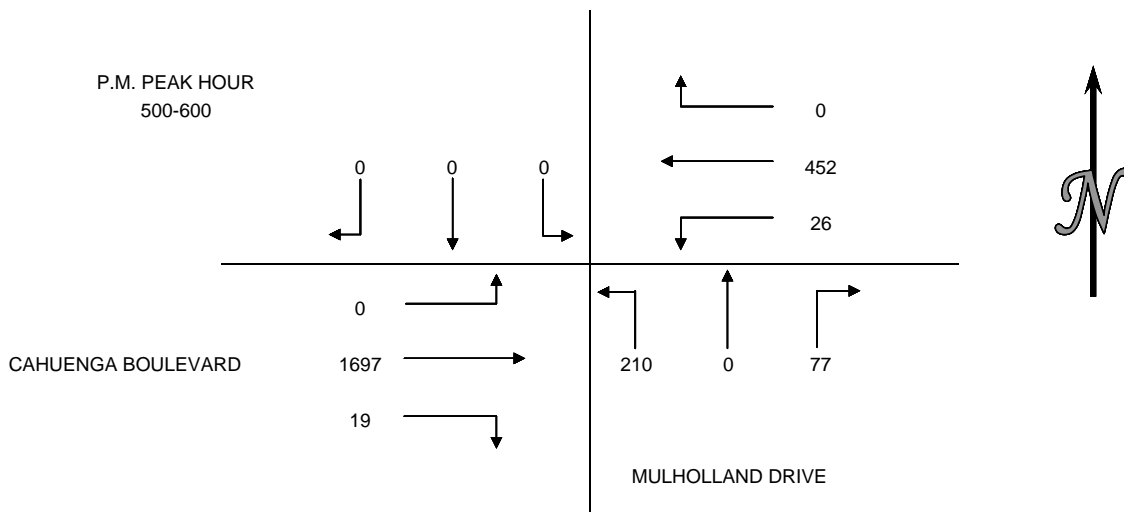 P.M. PEAK HOUR
500-600
0 0 0
0
452
26
0
CAHUENGA BOULEVARD 1697
19
210 0 77
MULHOLLAND DRIVE
N